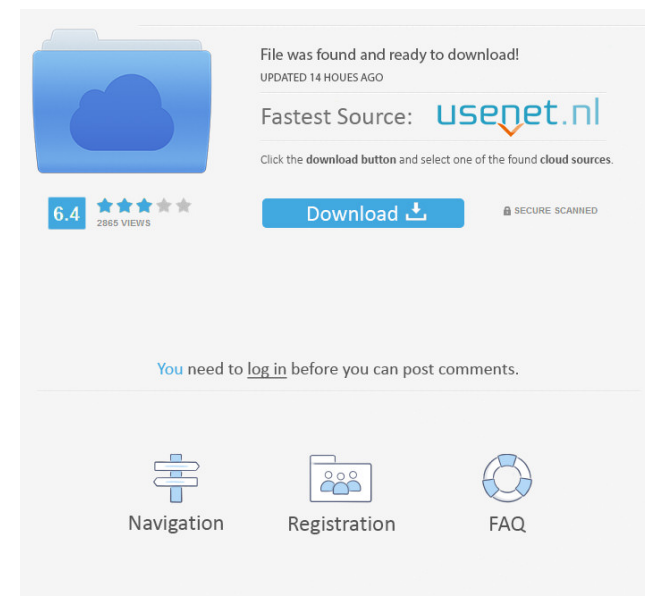 File was found and ready to download!
UPDATED 14 HOUES AGO
Fastest Source: usenet.nl
Click the download button and select one of the found cloud sources.
6.4
2865 VIEWS
Download
SECURE SCANNED
You need to log in before you can post comments.
Navigation
Registration
FAQ